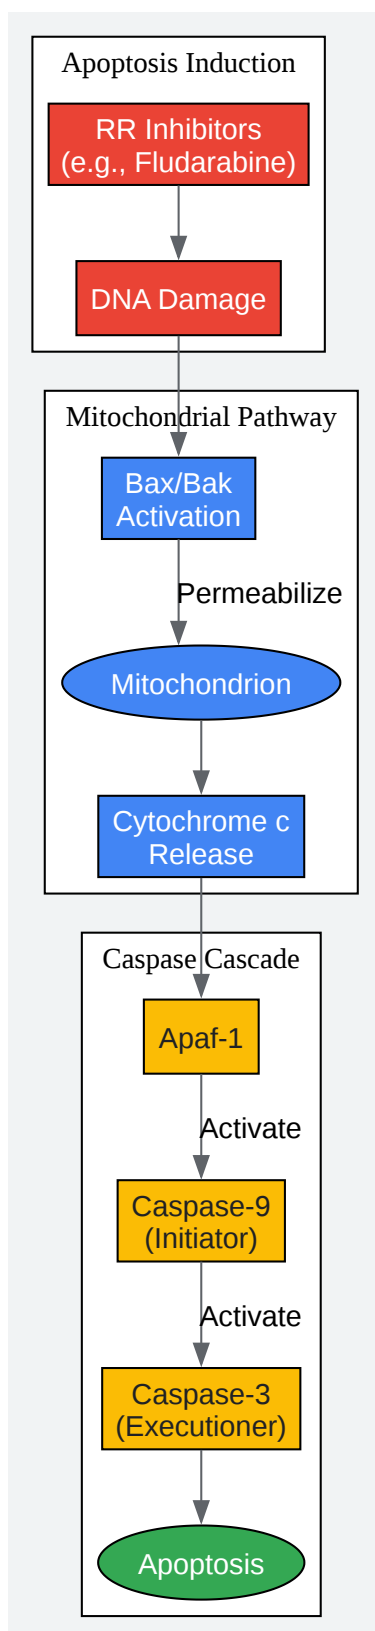 Apoptosis Induction
RR Inhibitors
(e.g., Fludarabine)
DNA Damage
Mitochondrial Pathway
Bax/Bak
Activation
Permeabilize
Mitochondrion
Cytochrome c
Release
Caspase Cascade
Apaf-1
Activate
Caspase-9
(Initiator)
Activate
Caspase-3
(Executioner)
Apoptosis